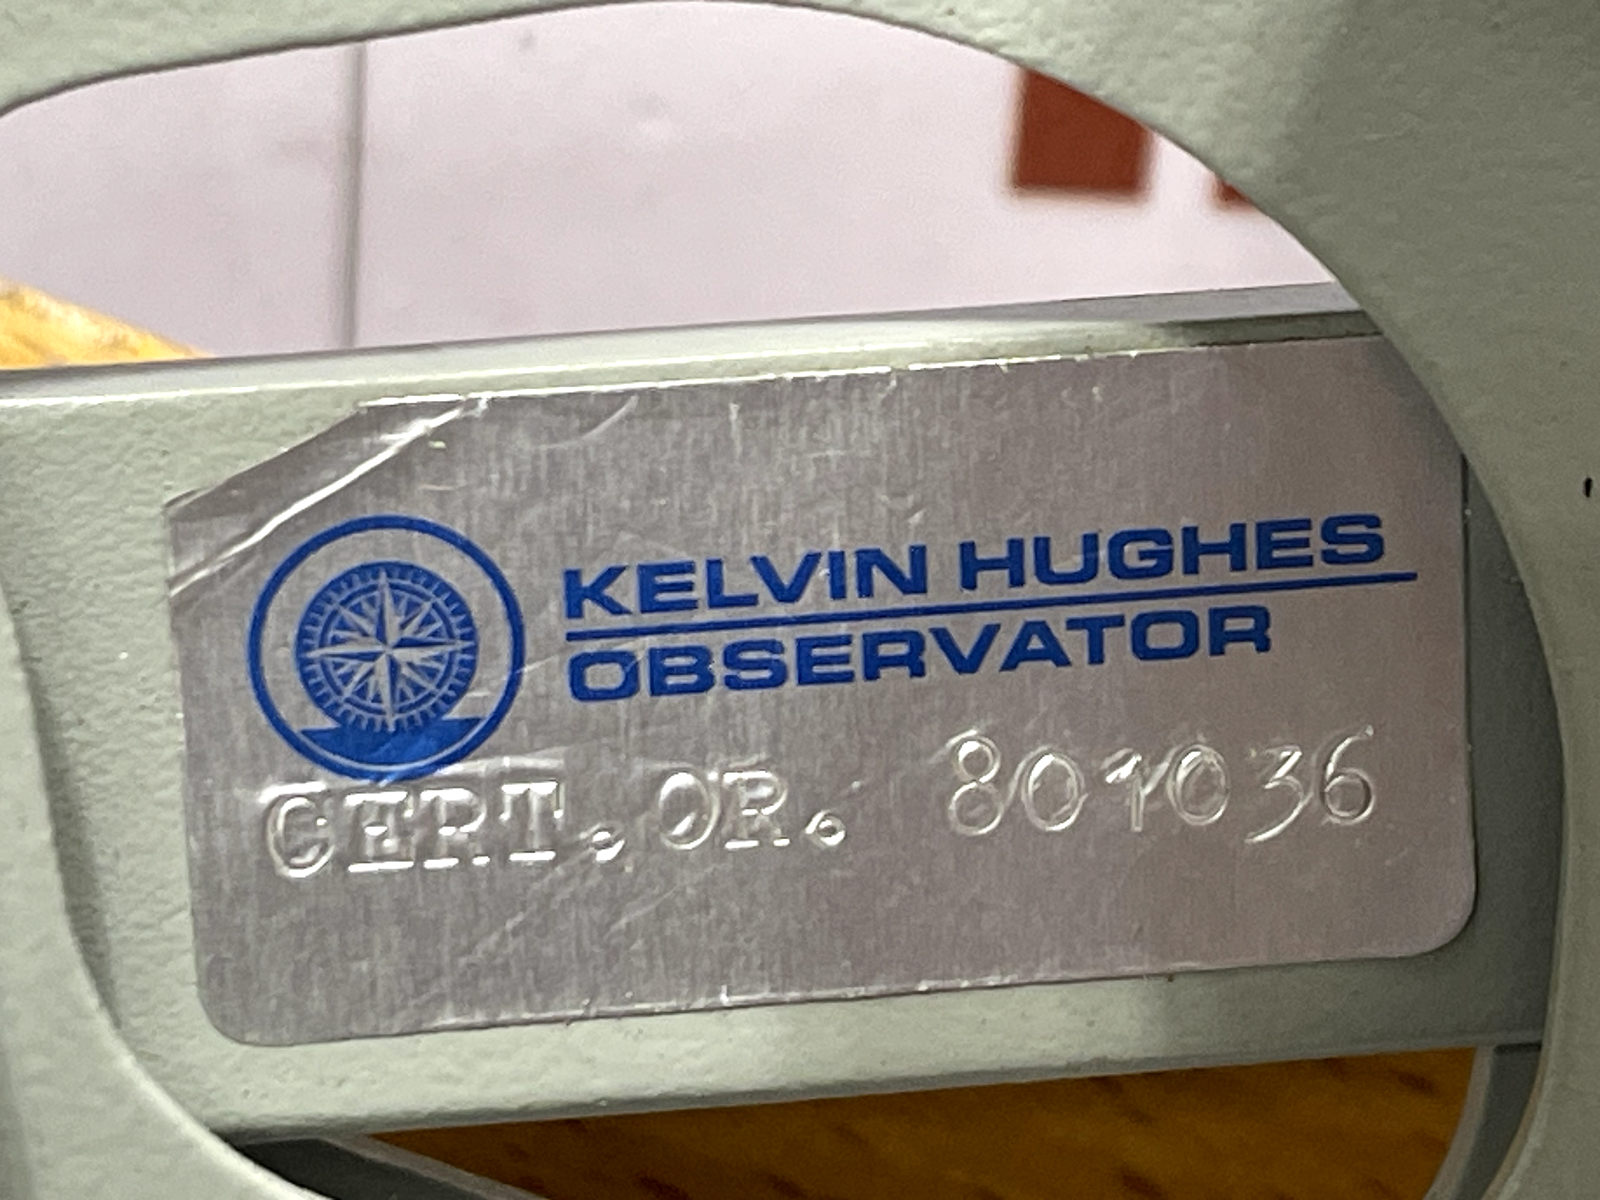 KELVIN HUGHES
OBSERVATOR
CERT.OR. 801036